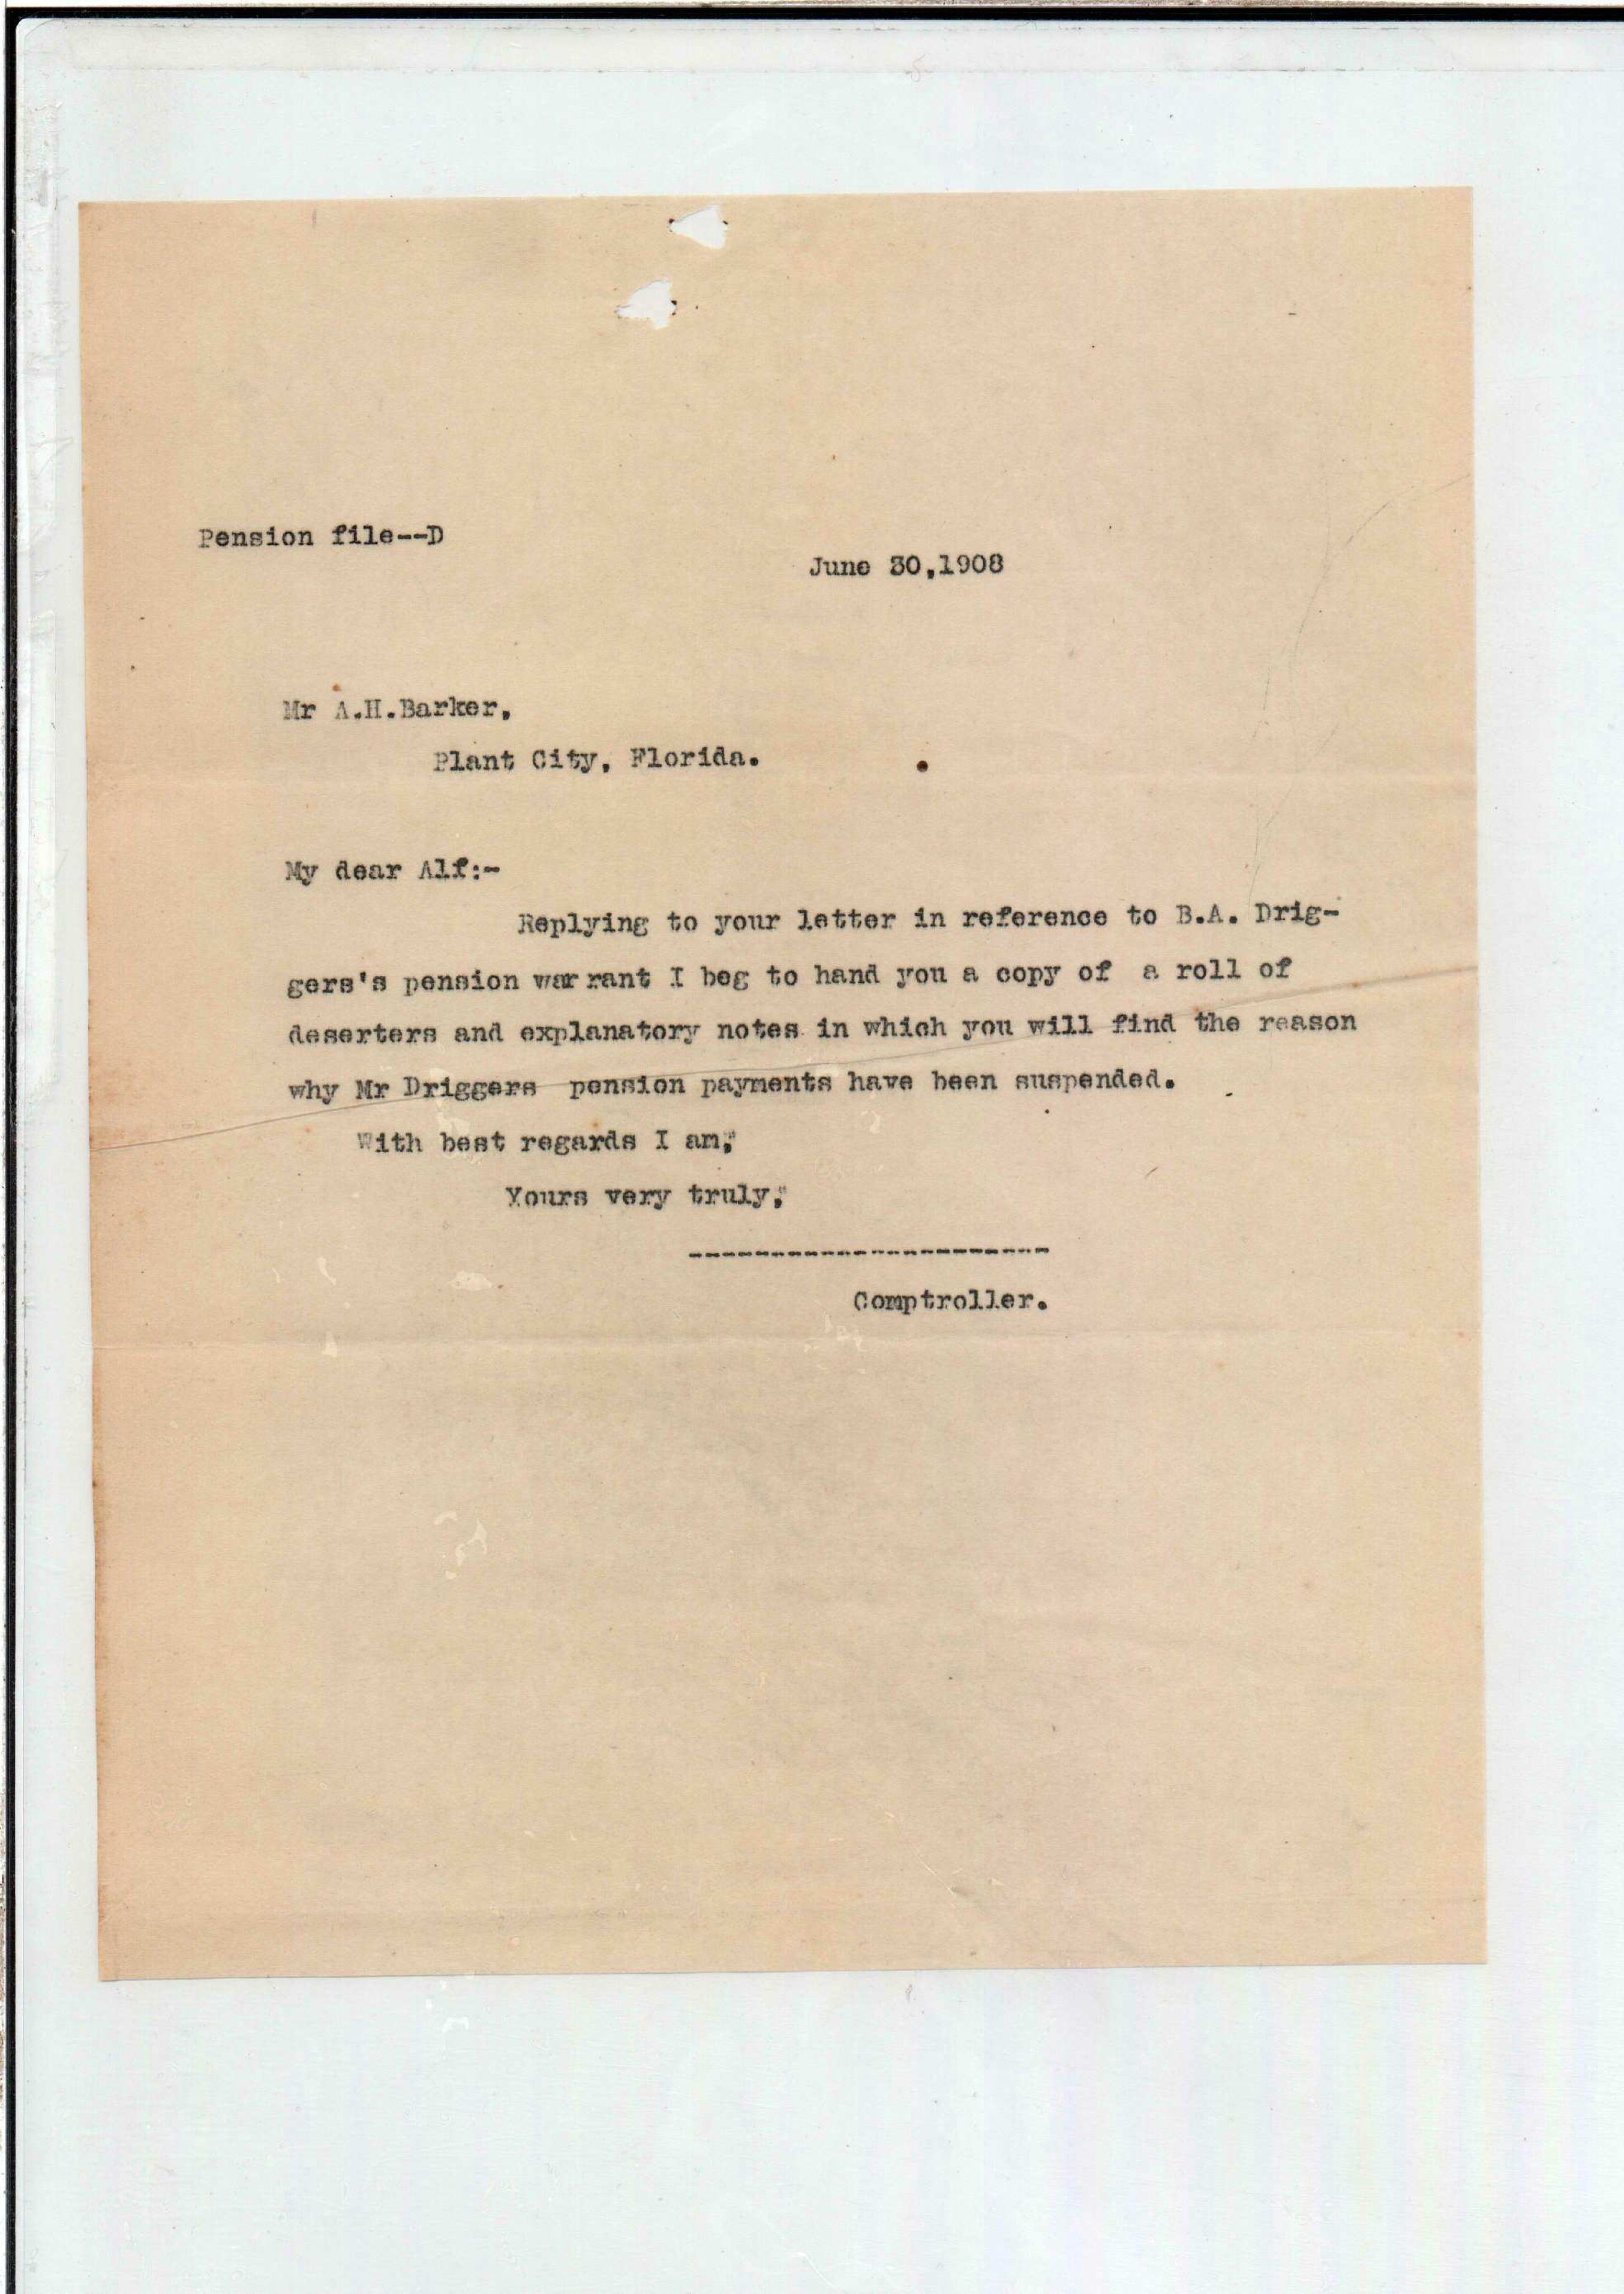 Pension file--D
June 30,1908
Mr A.H.Barker,
Plant City, Florida.
My dear Alf:-
Replying to your letter in reference to B.A. Drig-
gers's pension warrant I beg to hand you a copy of a roll of
deserters and explanatory notes in which you will find the reason
why Mr Driggers pension payments have been suspended.
With best regards I am,
Yours very truly,
----------------------
Comptroller.